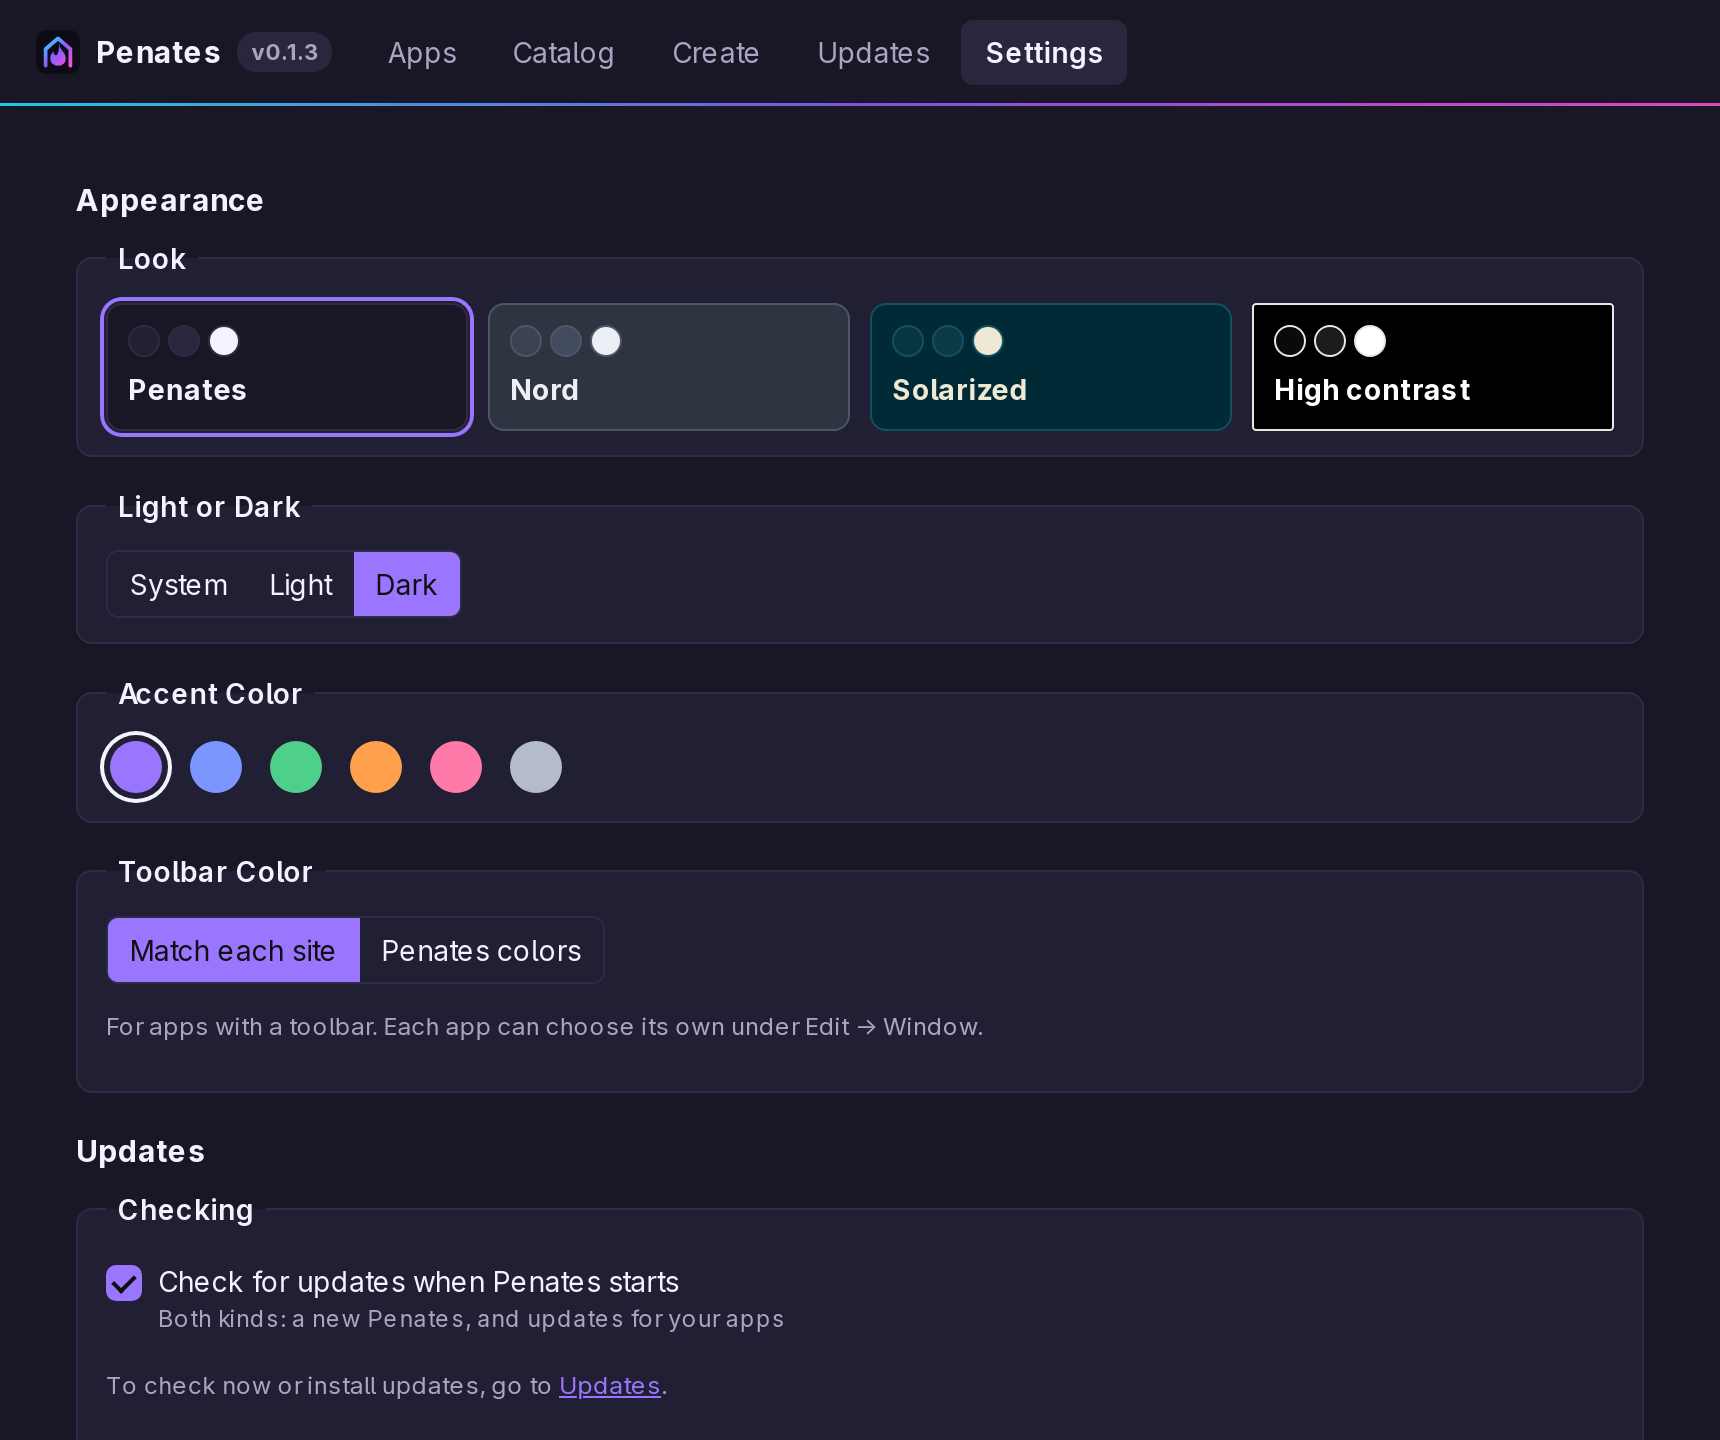 Penates v0.1.3 Apps Catalog Create Updates Settings
Appearance
Look
Penates Nord Solarized High contrast
Light or Dark
System Light Dark
Accent Color
Toolbar Color
Match each site Penates colors
For apps with a toolbar. Each app can choose its own under Edit → Window.
Updates
Checking
Check for updates when Penates starts
Both kinds: a new Penates, and updates for your apps
To check now or install updates, go to Updates.